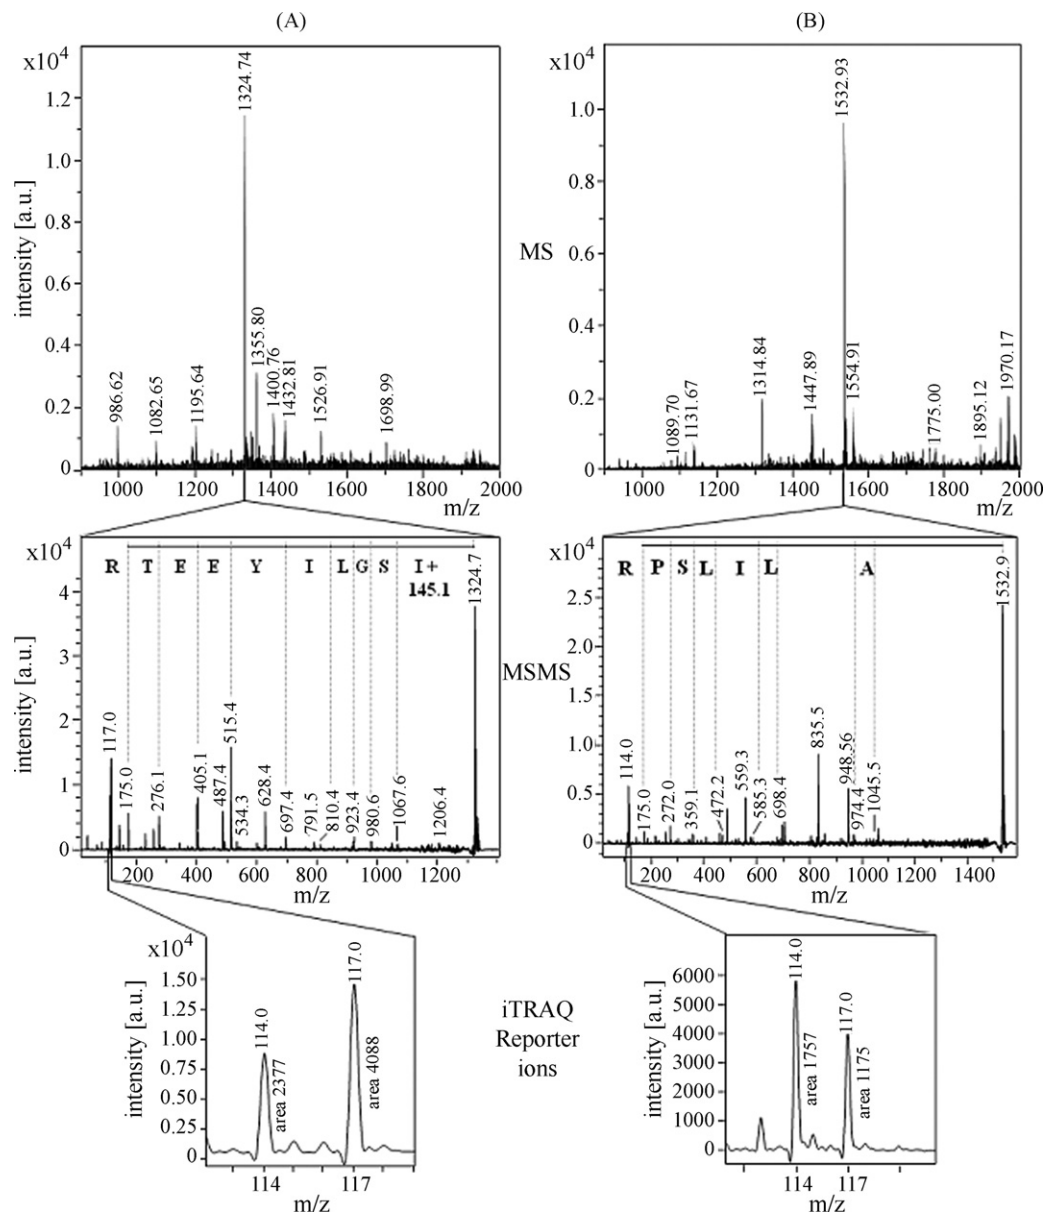 (A)
(B)
x10⁴
1.2
1.0
0.8
0.6
0.4
0.2
0
intensity [a.u.]
986.62
1082.65
1195.64
1324.74
1355.80
1400.76
1432.81
1526.91
1698.99
1000 1200 1400 1600 1800 2000
m/z
MS
x10⁴
1.0
0.8
0.6
0.4
0.2
0
intensity [a.u.]
1089.70
1131.67
1314.84
1447.89
1532.93
1554.91
1775.00
1895.12
1970.17
1000 1200 1400 1600 1800 2000
m/z
x10⁴
4
3
2
1
0
intensity [a.u.]
R T E E Y I L G S I +
145.1
117.0
175.0
276.1
405.1
487.4
515.4
534.3
628.4
697.4
791.5
810.4
923.4
980.6
1067.6
1206.4
1324.7
200 400 600 800 1000 1200
m/z
MSMS
x10⁴
2.5
2.0
1.5
1.0
0.5
0.0
intensity [a.u.]
R P S L I L A
114.0
175.0
272.0
359.1
472.2
559.3
585.3
698.4
835.5
948.56
974.4
1045.5
1532.9
200 400 600 800 1000 1200 1400
m/z
x10⁴
1.50
1.25
1.00
0.75
0.50
0.25
0.00
intensity [a.u.]
114.0
area 2377
117.0
area 4088
114 117
m/z
iTRAQ
Reporter
ions
6000
5000
4000
3000
2000
1000
0
intensity [a.u.]
114.0
area 1757
117.0
area 1175
114 117
m/z